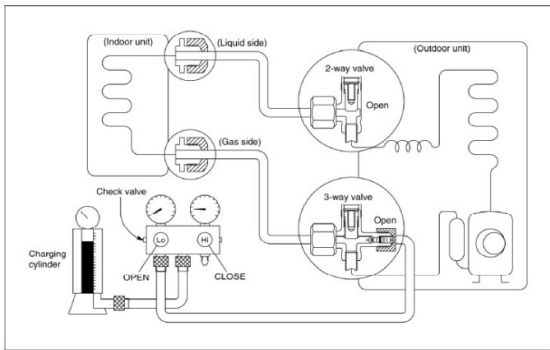 (Indoor unit)
(Liquid side)
(Outdoor unit)
2-way valve
Open
(Gas side)
3-way valve
Check valve
Open
Lo
Hi
Charging
cylinder
OPEN
CLOSE